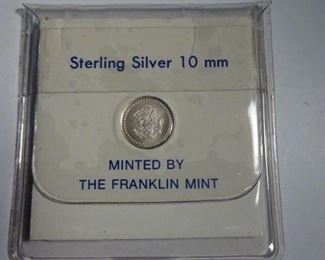 Sterling Silver 10 mm
MINTED BY
THE FRANKLIN MINT